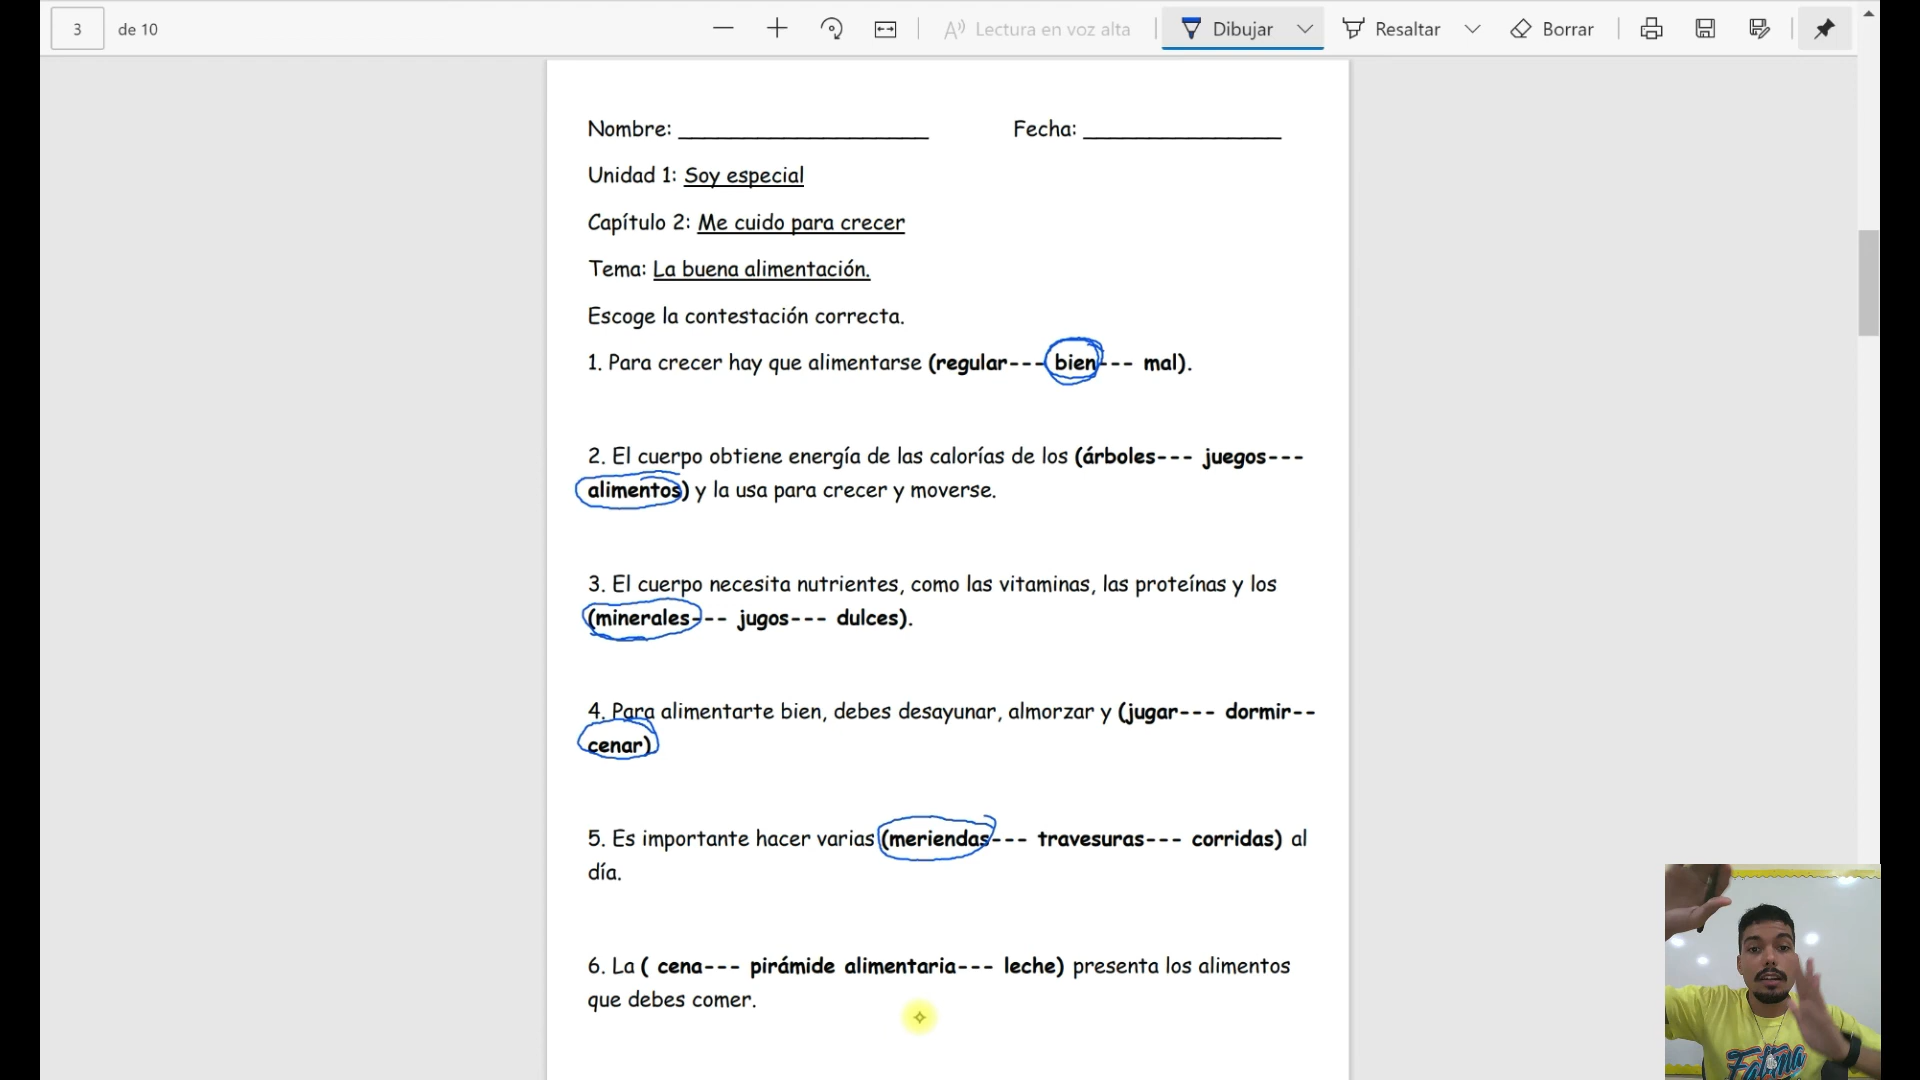 3 de 10 Lectura en voz alta Dibujar Resaltar Borrar
Nombre: ____________________ Fecha: ________________
Unidad 1: Soy especial
Capítulo 2: Me cuido para crecer
Tema: La buena alimentación.
Escoge la contestación correcta.
1. Para crecer hay que alimentarse (regular--- bien--- mal).
2. El cuerpo obtiene energía de las calorías de los (árboles--- juegos---
alimentos) y la usa para crecer y moverse.
3. El cuerpo necesita nutrientes, como las vitaminas, las proteínas y los
(minerales--- jugos--- dulces).
4. Para alimentarte bien, debes desayunar, almorzar y (jugar--- dormir--
cenar)
5. Es importante hacer varias (meriendas--- travesuras--- corridas) al
día.
6. La ( cena--- pirámide alimentaria--- leche) presenta los alimentos
que debes comer.
Fatima